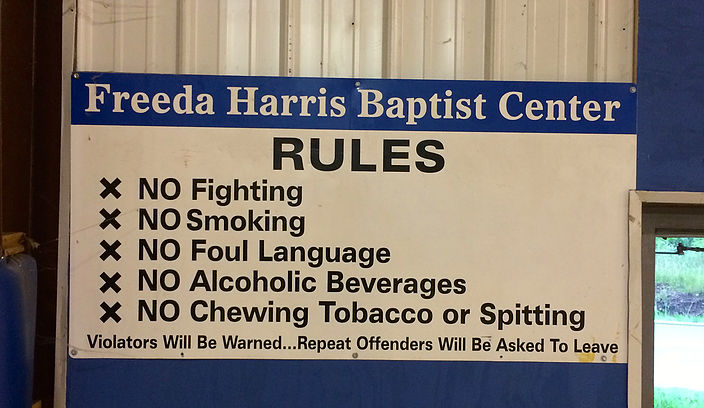 Freeda Harris Baptist Center
RULES
✕ NO Fighting
✕ NO Smoking
✕ NO Foul Language
✕ NO Alcoholic Beverages
✕ NO Chewing Tobacco or Spitting
Violators Will Be Warned...Repeat Offenders Will Be Asked To Leave